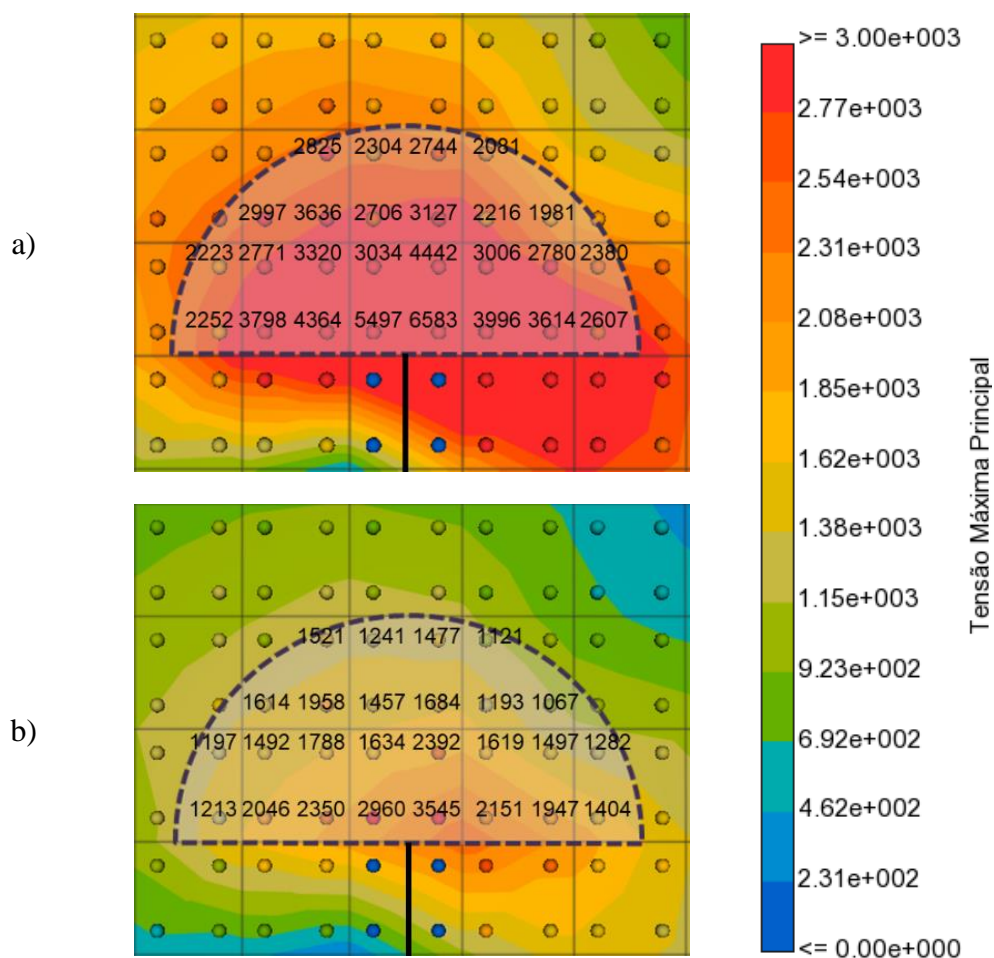 a)
2825 2304 2744 2081
2997 3636 2706 3127 2216 1981
2223 2771 3320 3034 4442 3006 2780 2380
2252 3798 4364 5497 6583 3996 3614 2607
b)
1521 1241 1477 1121
1614 1958 1457 1684 1193 1067
1197 1492 1788 1634 2392 1619 1497 1282
1213 2046 2350 2960 3545 2151 1947 1404
>= 3.00e+003
2.77e+003
2.54e+003
2.31e+003
2.08e+003
1.85e+003
1.62e+003
1.38e+003
1.15e+003
9.23e+002
6.92e+002
4.62e+002
2.31e+002
<= 0.00e+000
Tensão Máxima Principal